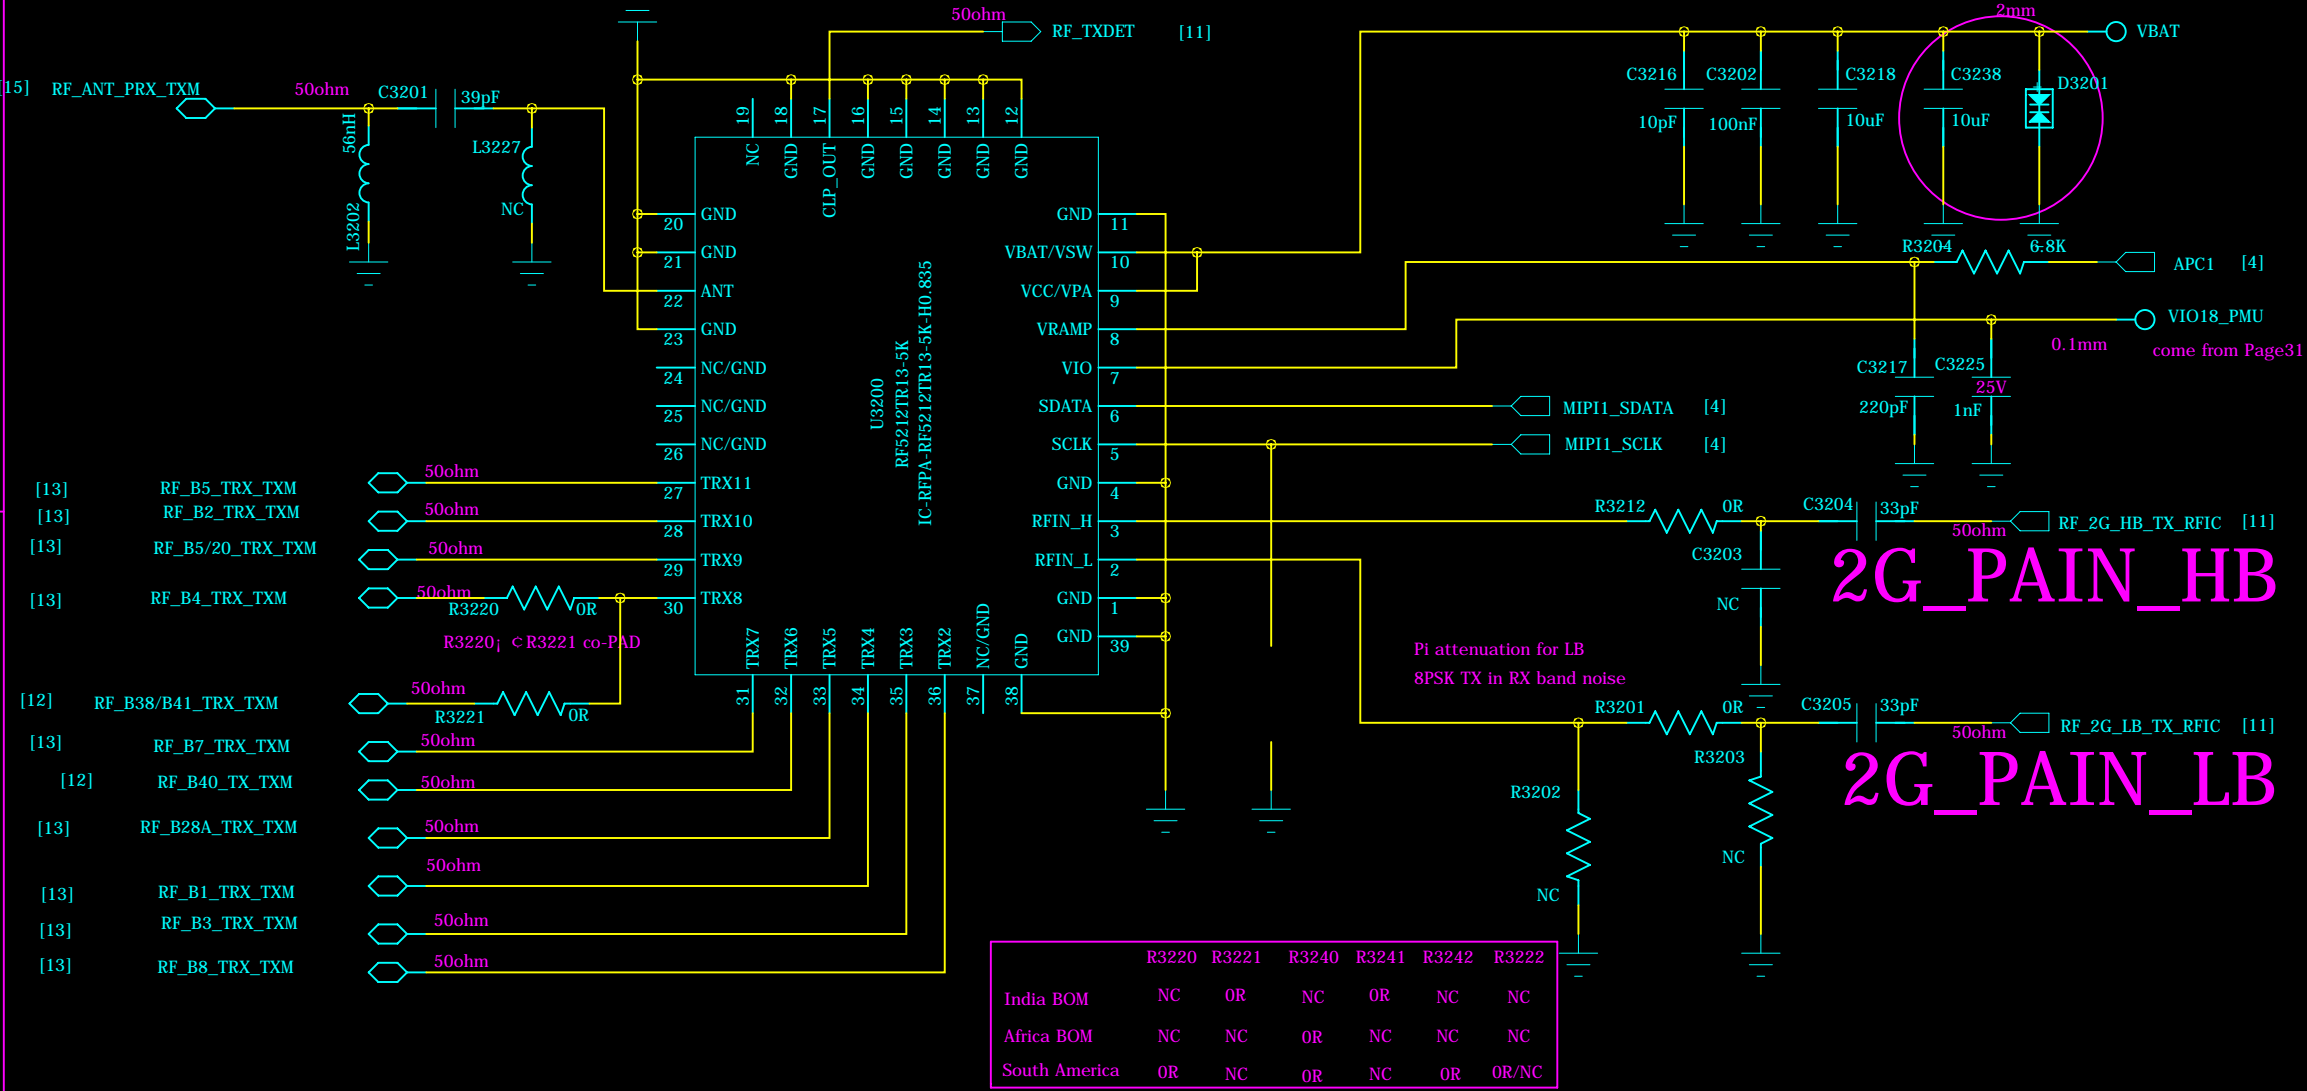 50ohm RF_TXDET [11]
2mm
VBAT
[15] RF_ANT_PRX_TXM 50ohm C3201 39pF
56nH
L3202
L3227
NC
C3216 C3202 C3218 C3238 D3201
10pF 100nF 10uF 10uF
19 18 17 16 15 14 13 12
NC GND CLP_OUT GND GND GND GND GND
20 GND
21 GND
22 ANT
23 GND
24 NC/GND
25 NC/GND
26 NC/GND
27 TRX11
28 TRX10
29 TRX9
30 TRX8
GND 11
VBAT/VSW 10
VCC/VPA 9
VRAMP 8
VIO 7
SDATA 6
SCLK 5
GND 4
RFIN_H 3
RFIN_L 2
GND 1
GND 39
U3200
RF5212TR13-5K
IC-RFPA-RF5212TR13-5K-H0.835
TRX7 TRX6 TRX5 TRX4 TRX3 TRX2 NC/GND GND
31 32 33 34 35 36 37 38
R3204 6.8K
APC1 [4]
VIO18_PMU
0.1mm come from Page31
C3217 C3225
25V
220pF 1nF
MIPI1_SDATA [4]
MIPI1_SCLK [4]
R3212 0R C3204 33pF
50ohm RF_2G_HB_TX_RFIC [11]
C3203
NC
2G_PAIN_HB
Pi attenuation for LB
8PSK TX in RX band noise
R3201 0R C3205 33pF
50ohm RF_2G_LB_TX_RFIC [11]
R3203
NC
R3202
NC
2G_PAIN_LB
[13] RF_B5_TRX_TXM 50ohm
[13] RF_B2_TRX_TXM 50ohm
[13] RF_B5/20_TRX_TXM 50ohm
[13] RF_B4_TRX_TXM 50ohm
R3220 0R
R3220¡ ⊂R3221 co-PAD
[12] RF_B38/B41_TRX_TXM 50ohm
R3221 0R
[13] RF_B7_TRX_TXM 50ohm
[12] RF_B40_TX_TXM 50ohm
[13] RF_B28A_TRX_TXM 50ohm
50ohm
[13] RF_B1_TRX_TXM
[13] RF_B3_TRX_TXM 50ohm
[13] RF_B8_TRX_TXM 50ohm
R3220 R3221 R3240 R3241 R3242 R3222
India BOM NC 0R NC 0R NC NC
Africa BOM NC NC 0R NC NC NC
South America 0R NC 0R NC 0R 0R/NC